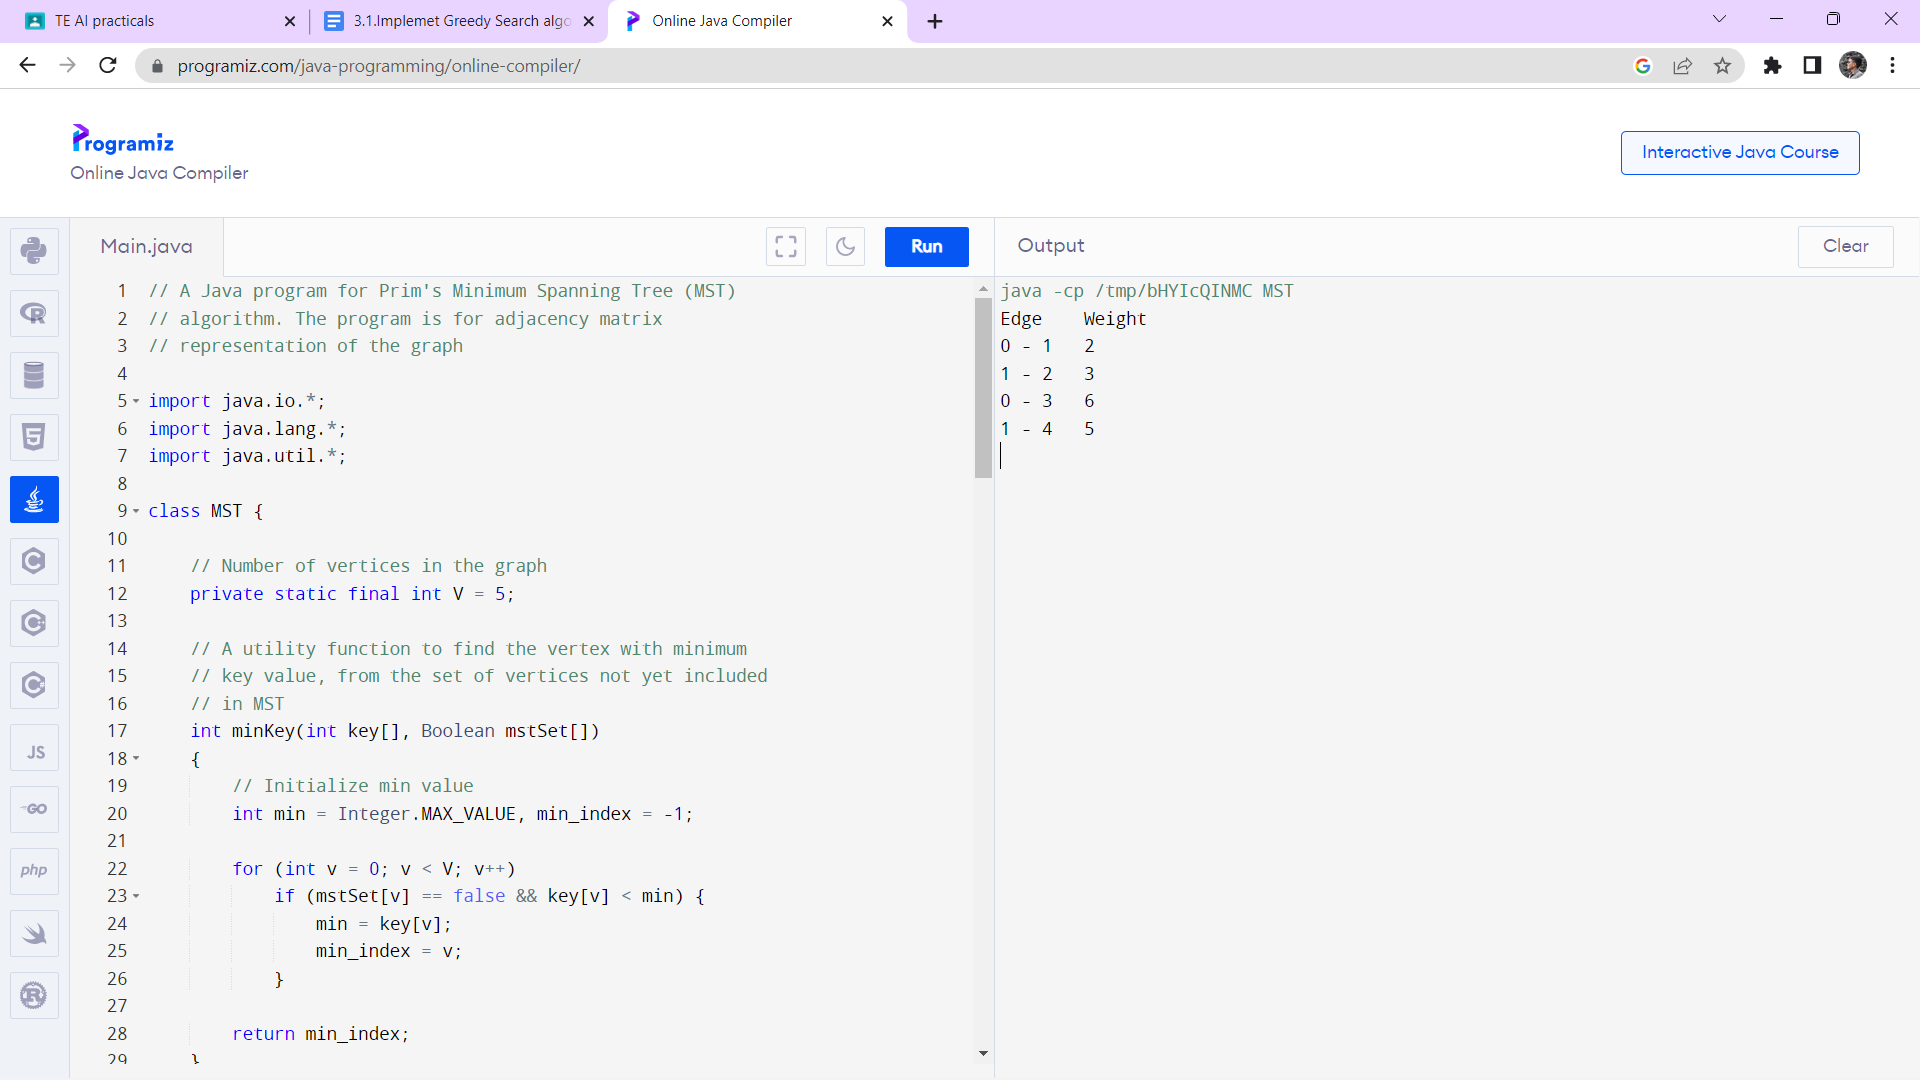 TE AI practicals
3.1.Implemet Greedy Search algo
Online Java Compiler
programiz.com/java-programming/online-compiler/
Programiz
Online Java Compiler
Interactive Java Course
Main.java
Run
Output
Clear
1 // A Java program for Prim's Minimum Spanning Tree (MST)
2 // algorithm. The program is for adjacency matrix
3 // representation of the graph
4
5 import java.io.*;
6 import java.lang.*;
7 import java.util.*;
8
9 class MST {
10
11 // Number of vertices in the graph
12 private static final int V = 5;
13
14 // A utility function to find the vertex with minimum
15 // key value, from the set of vertices not yet included
16 // in MST
17 int minKey(int key[], Boolean mstSet[])
18 {
19 // Initialize min value
20 int min = Integer.MAX_VALUE, min_index = -1;
21
22 for (int v = 0; v < V; v++)
23 if (mstSet[v] == false && key[v] < min) {
24 min = key[v];
25 min_index = v;
26 }
27
28 return min_index;
29 }
java -cp /tmp/bHYIcQINMC MST
Edge Weight
0 - 1 2
1 - 2 3
0 - 3 6
1 - 4 5
R
5
C
C++
C#
JS
GO
php
R